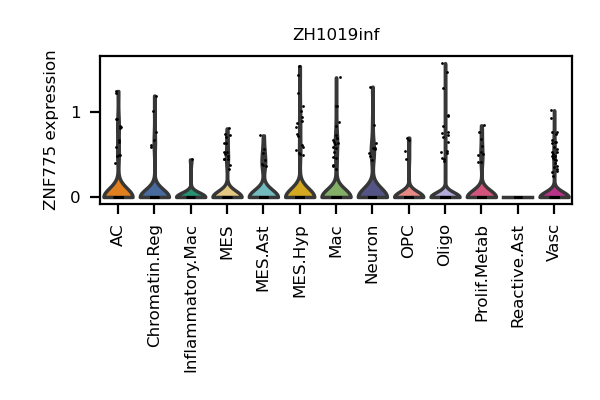 ZH1019inf
ZNF775 expression
1
0
AC
Chromatin.Reg
Inflammatory.Mac
MES
MES.Ast
MES.Hyp
Mac
Neuron
OPC
Oligo
Prolif.Metab
Reactive.Ast
Vasc